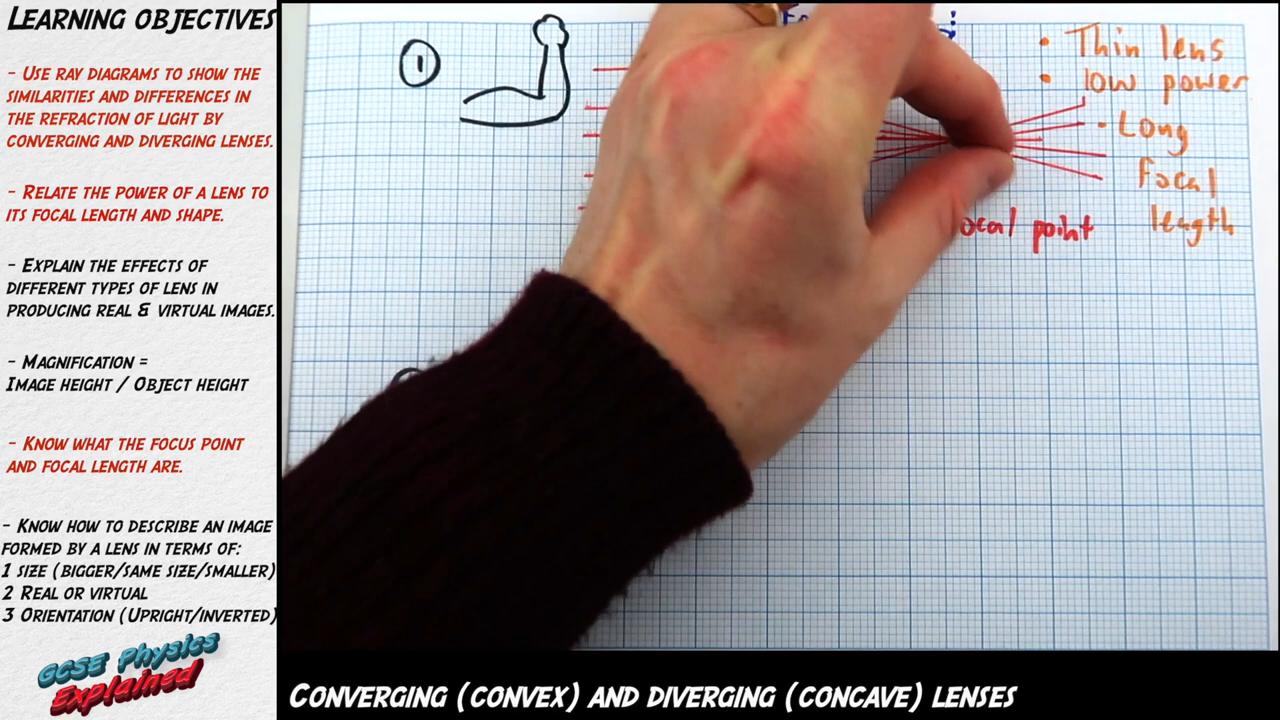 LEARNING OBJECTIVES
- USE RAY DIAGRAMS TO SHOW THE
SIMILARITIES AND DIFFERENCES IN
THE REFRACTION OF LIGHT BY
CONVERGING AND DIVERGING LENSES.
- RELATE THE POWER OF A LENS TO
ITS FOCAL LENGTH AND SHAPE.
- EXPLAIN THE EFFECTS OF
DIFFERENT TYPES OF LENS IN
PRODUCING REAL & VIRTUAL IMAGES.
- MAGNIFICATION =
IMAGE HEIGHT / OBJECT HEIGHT
- KNOW WHAT THE FOCUS POINT
AND FOCAL LENGTH ARE.
- KNOW HOW TO DESCRIBE AN IMAGE
FORMED BY A LENS IN TERMS OF:
1 SIZE (BIGGER/SAME SIZE/SMALLER)
2 REAL OR VIRTUAL
3 ORIENTATION (UPRIGHT/INVERTED)
GCSE Physics
Explained
1
• Thin lens
• low power
• Long
focal
length
ocal point
CONVERGING (CONVEX) AND DIVERGING (CONCAVE) LENSES